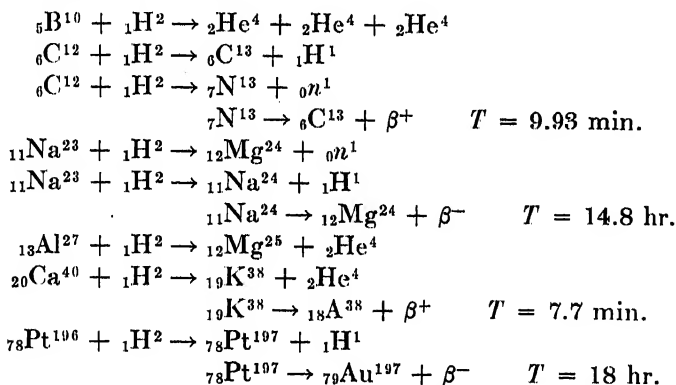 ₅B¹⁰ + ₁H² → ₂He⁴ + ₂He⁴ + ₂He⁴
₆C¹² + ₁H² → ₆C¹³ + ₁H¹
₆C¹² + ₁H² → ₇N¹³ + ₀n¹
₇N¹³ → ₆C¹³ + β⁺ T = 9.93 min.
₁₁Na²³ + ₁H² → ₁₂Mg²⁴ + ₀n¹
₁₁Na²³ + ₁H² → ₁₁Na²⁴ + ₁H¹
₁₁Na²⁴ → ₁₂Mg²⁴ + β⁻ T = 14.8 hr.
₁₃Al²⁷ + ₁H² → ₁₂Mg²⁵ + ₂He⁴
₂₀Ca⁴⁰ + ₁H² → ₁₉K³⁸ + ₂He⁴
₁₉K³⁸ → ₁₈A³⁸ + β⁺ T = 7.7 min.
₇₈Pt¹⁹⁶ + ₁H² → ₇₈Pt¹⁹⁷ + ₁H¹
₇₈Pt¹⁹⁷ → ₇₉Au¹⁹⁷ + β⁻ T = 18 hr.